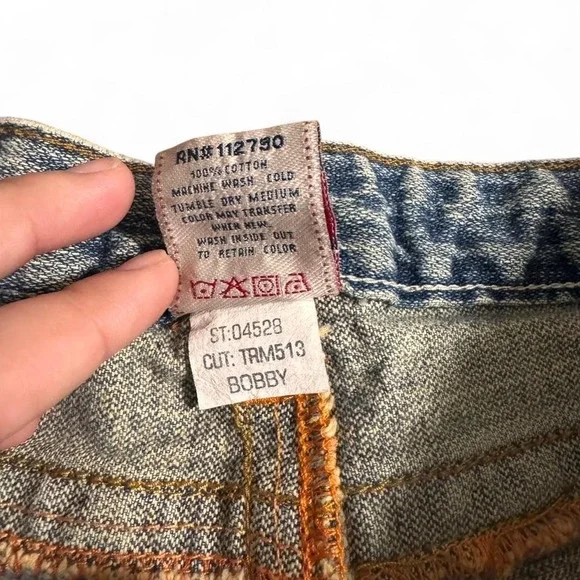 RN# 112790
100% COTTON
MACHINE WASH COLD
TUMBLE DRY MEDIUM
COLOR MAY TRANSFER
WHEN NEW.
WASH INSIDE OUT
TO RETAIN COLOR
ST:04528
CUT: TRM513
BOBBY